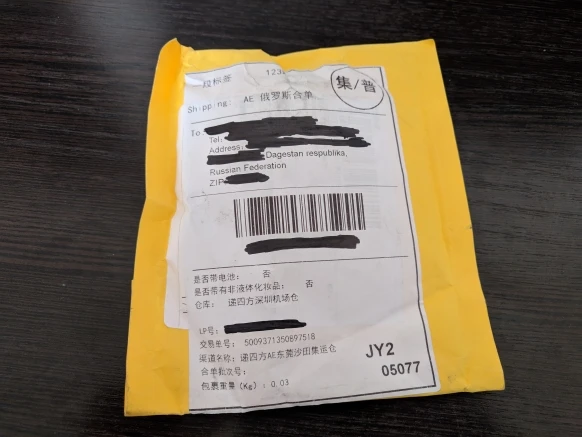 段标签 123
集/普
Shipping: AE 俄罗斯合单
To:
Tel:
Address: Dagestan respublika,
Russian Federation
ZIP
是否带电池: 否
是否带有非液体化妆品: 否
仓库: 递四方深圳机场仓
LP号:
交易单号: 5009371350897518
渠道名称: 递四方AE东莞沙田集运仓
合单批次号:
包裹重量(Kg): 0.03
JY2
05077